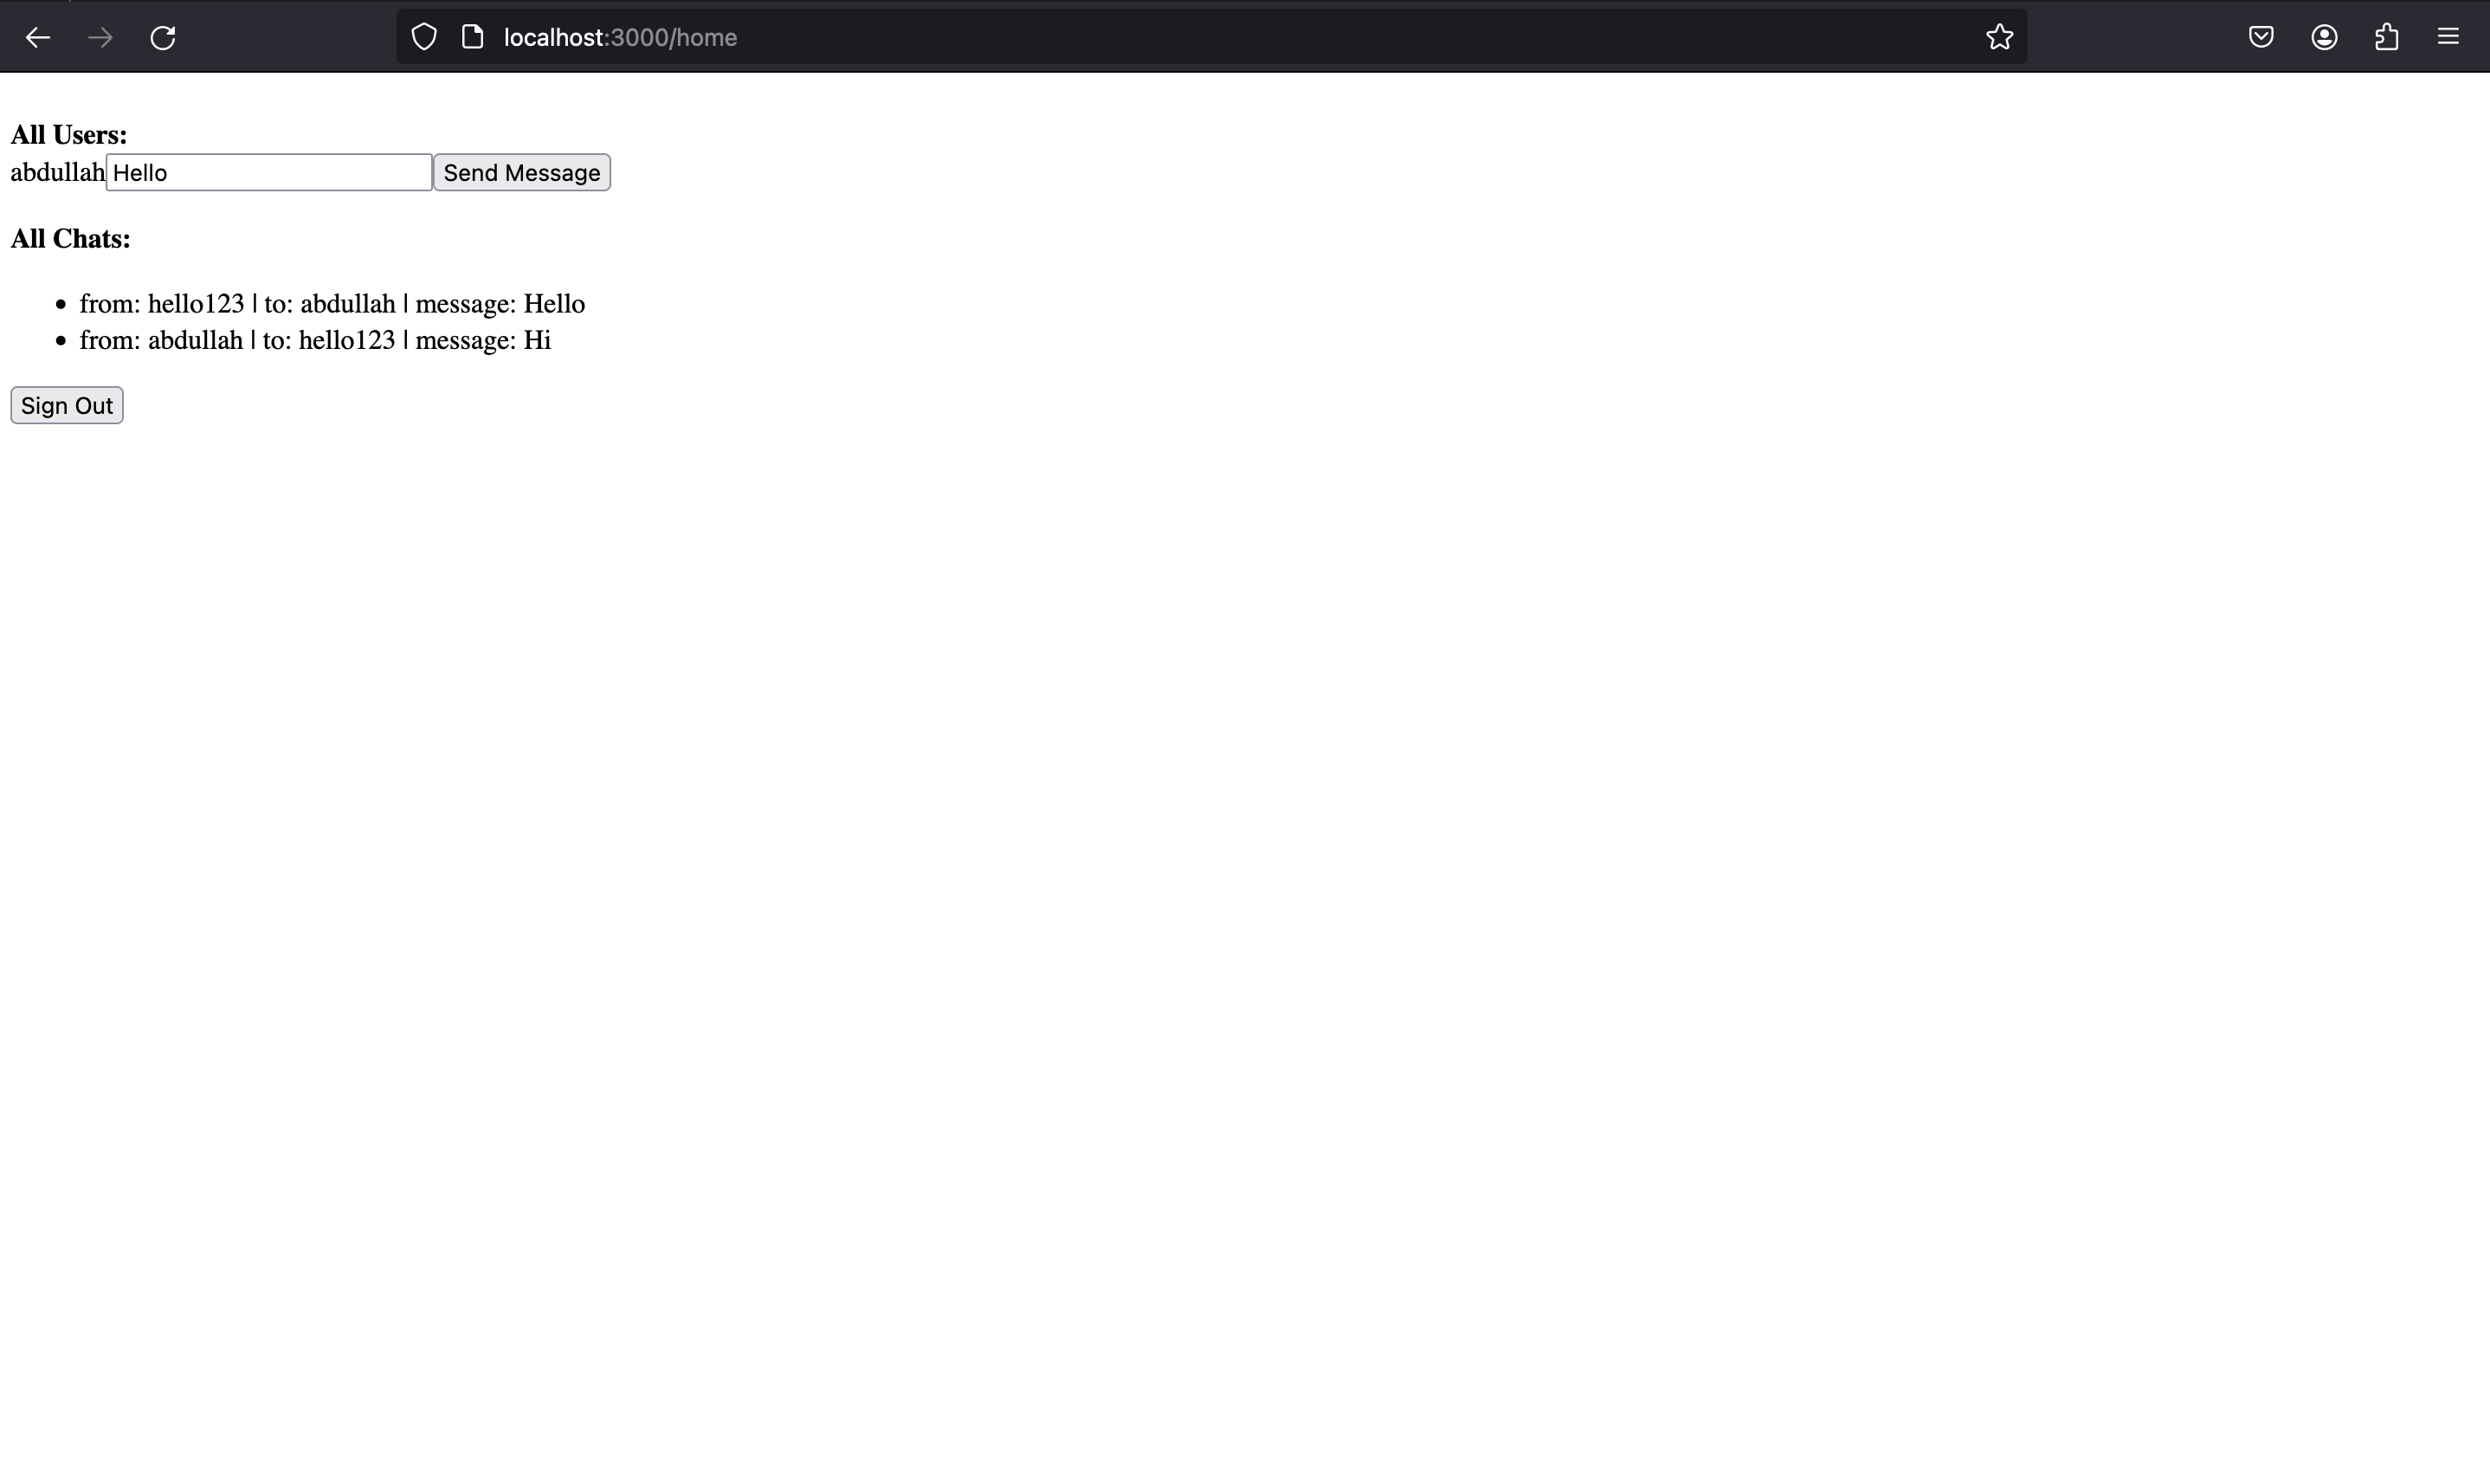 localhost:3000/home
All Users:
abdullah Hello Send Message
All Chats:
from: hello123 | to: abdullah | message: Hello
from: abdullah | to: hello123 | message: Hi
Sign Out